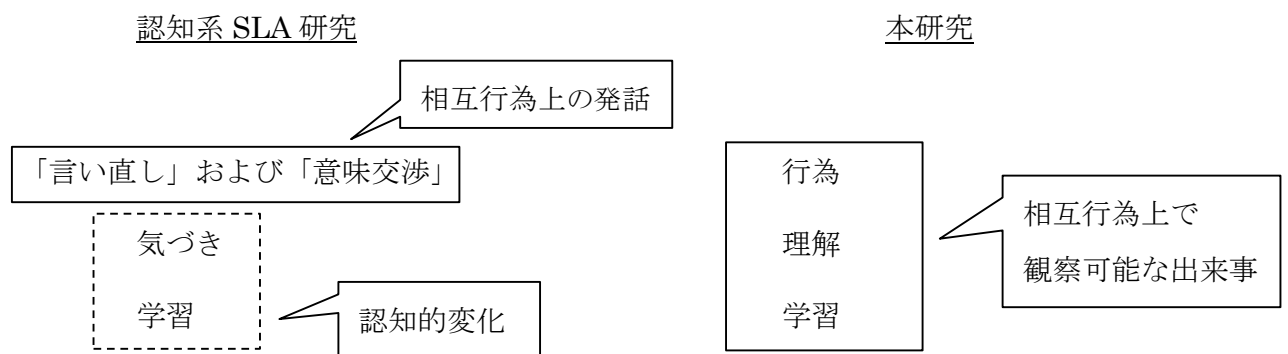 認知系 SLA 研究
本研究
相互行為上の発話
「言い直し」および「意味交渉」
気づき
学習
認知的変化
行為
理解
学習
相互行為上で
観察可能な出来事